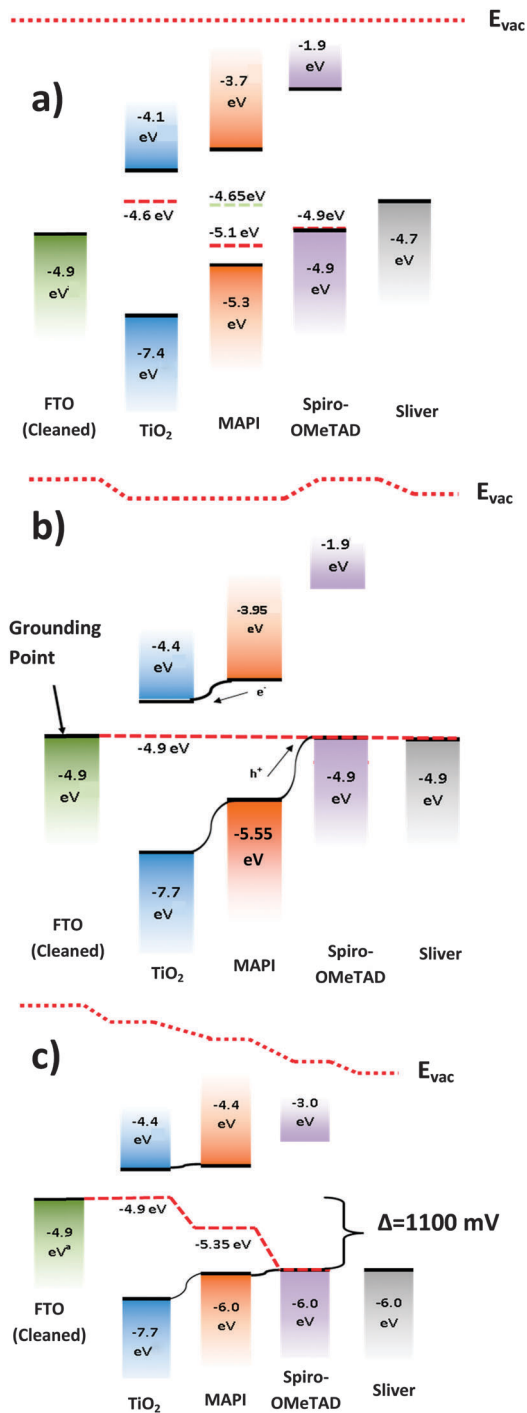 E_vac
a)
-1.9
eV
-3.7
eV
-4.1
eV
-4.65eV
-4.6 eV
-4.9eV
-5.1 eV
-4.9
eV
-4.7
eV
-4.9
eV
-5.3
eV
-7.4
eV
FTO
(Cleaned)
TiO₂
MAPI
Spiro-
OMeTAD
Sliver
E_vac
b)
-1.9
eV
-3.95
eV
-4.4
eV
Grounding
Point
e⁻
-4.9 eV
h⁺
-4.9
eV
-4.9
eV
-4.9
eV
-5.55
eV
-7.7
eV
FTO
(Cleaned)
TiO₂
MAPI
Spiro-
OMeTAD
Sliver
E_vac
c)
-4.4
eV
-4.4
eV
-3.0
eV
-4.9 eV
Δ=1100 mV
-4.9
eVª
-5.35 eV
-6.0
eV
-6.0
eV
-6.0
eV
-7.7
eV
FTO
(Cleaned)
TiO₂
MAPI
Spiro-
OMeTAD
Sliver